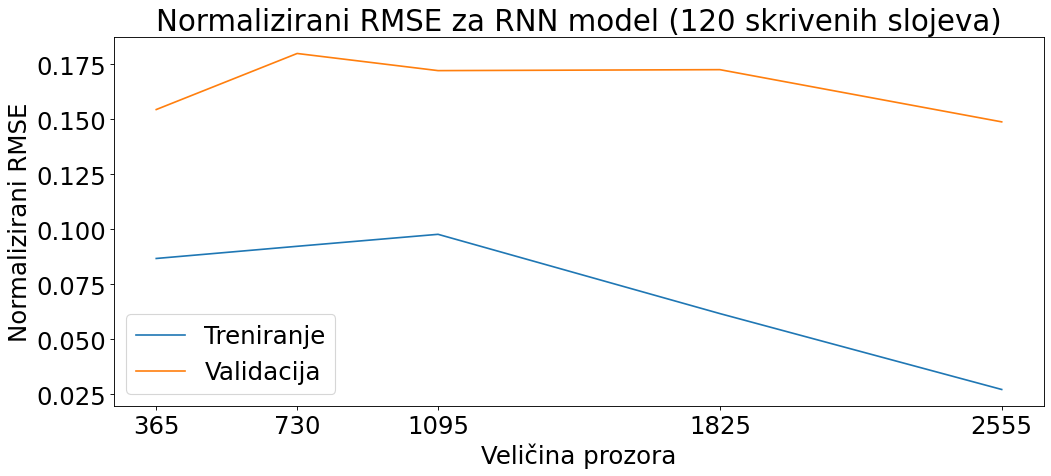 Normalizirani RMSE za RNN model (120 skrivenih slojeva)
Normalizirani RMSE
0.175
0.150
0.125
0.100
0.075
0.050
0.025
Treniranje
Validacija
365 730 1095 1825 2555
Veličina prozora